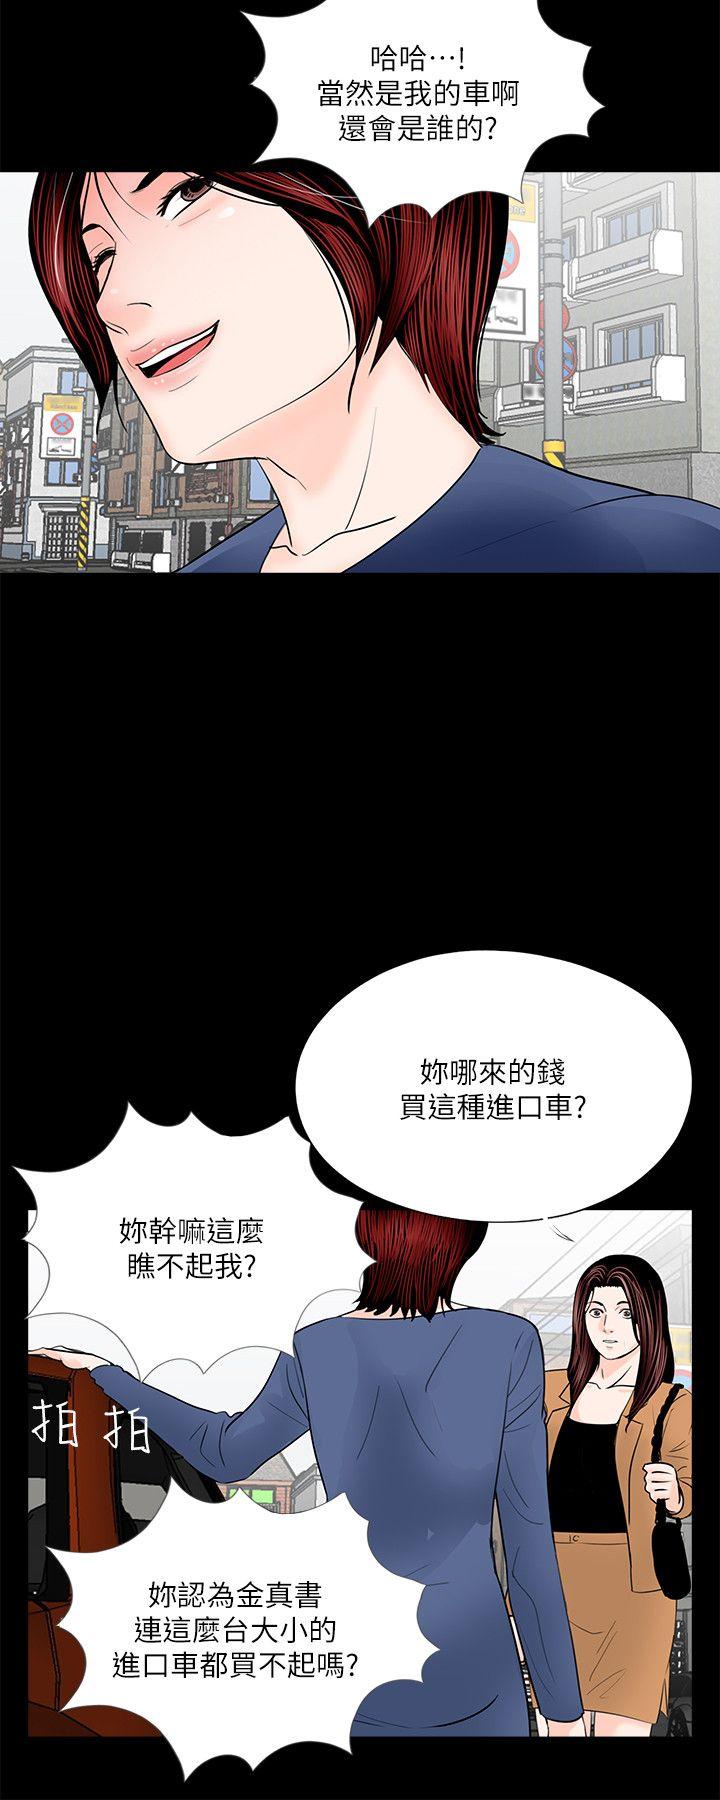 哈哈…!
當然是我的車啊
還會是誰的?
妳哪來的錢
買這種進口車?
妳幹嘛這麼
瞧不起我?
拍 拍
妳認為金真書
連這麼台大小的
進口車都買不起嗎?